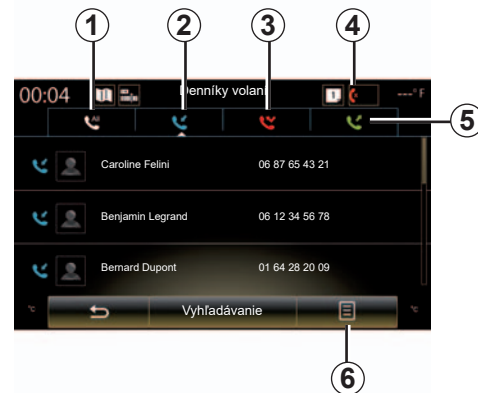 1 2 3 4
00:04 Denníky volaní 1 ---°F
All
5
Caroline Felini 06 87 65 43 21
Benjamin Legrand 06 12 34 56 78
Bernard Dupont 01 64 28 20 09
°C Vyhľadávanie °C
6